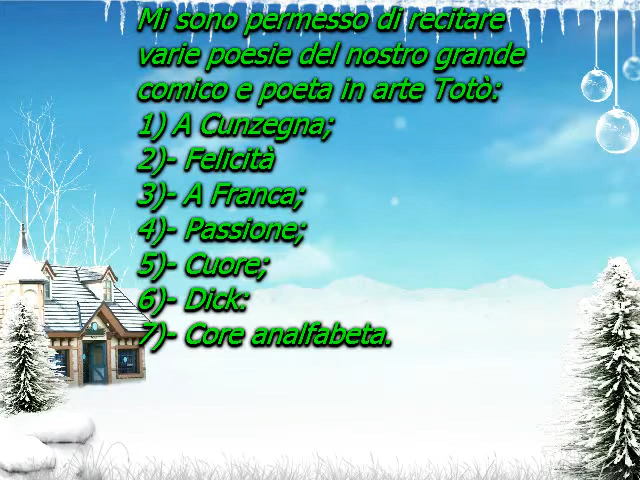 Mi sono permesso di recitare
varie poesie del nostro grande
comico e poeta in arte Totò:
1) A Cunzegna;
2)- Felicità
3)- A Franca;
4)- Passione;
5)- Cuore;
6)- Dick:
7)- Core analfabeta.